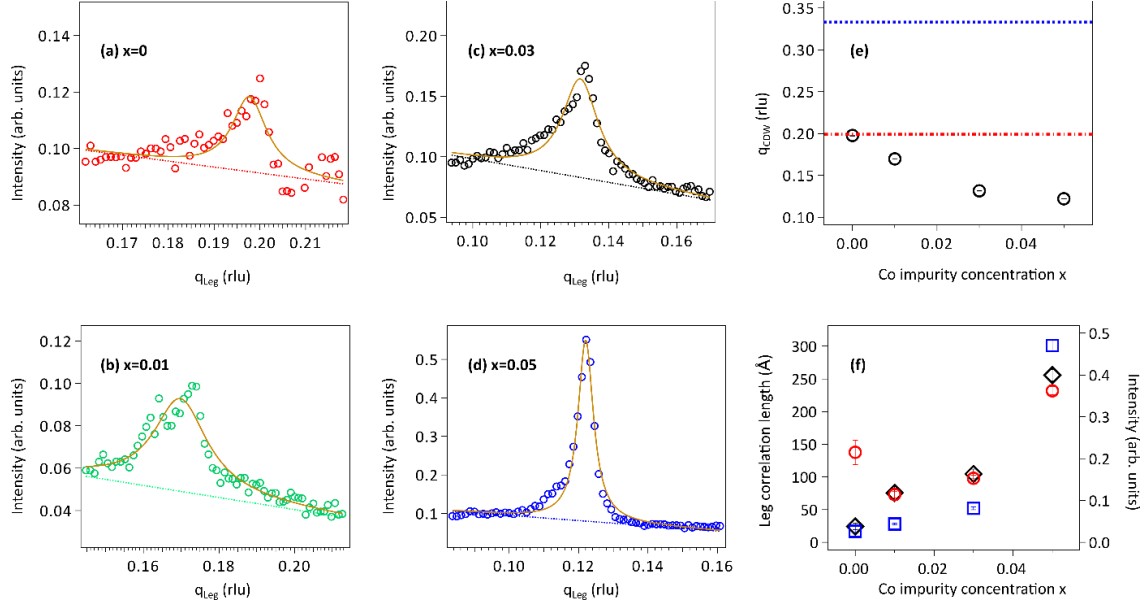 (a) x=0
Intensity (arb. units)
0.14
0.12
0.10
0.08
0.17 0.18 0.19 0.20 0.21
qLeg (rlu)
(c) x=0.03
Intensity (arb. units)
0.20
0.15
0.10
0.05
0.10 0.12 0.14 0.16
qLeg (rlu)
(e)
qCDW (rlu)
0.35
0.30
0.25
0.20
0.15
0.10
0.00 0.02 0.04
Co impurity concentration x
(b) x=0.01
Intensity (arb. units)
0.12
0.10
0.08
0.06
0.04
0.16 0.18 0.20
qLeg (rlu)
(d) x=0.05
Intensity (arb. units)
0.5
0.4
0.3
0.2
0.1
0.10 0.12 0.14 0.16
qLeg (rlu)
(f)
Leg correlation length (Å)
300
250
200
150
100
50
0
0.5
0.4
0.3
0.2
0.1
0.0
Intensity (arb. units)
0.00 0.02 0.04
Co impurity concentration x